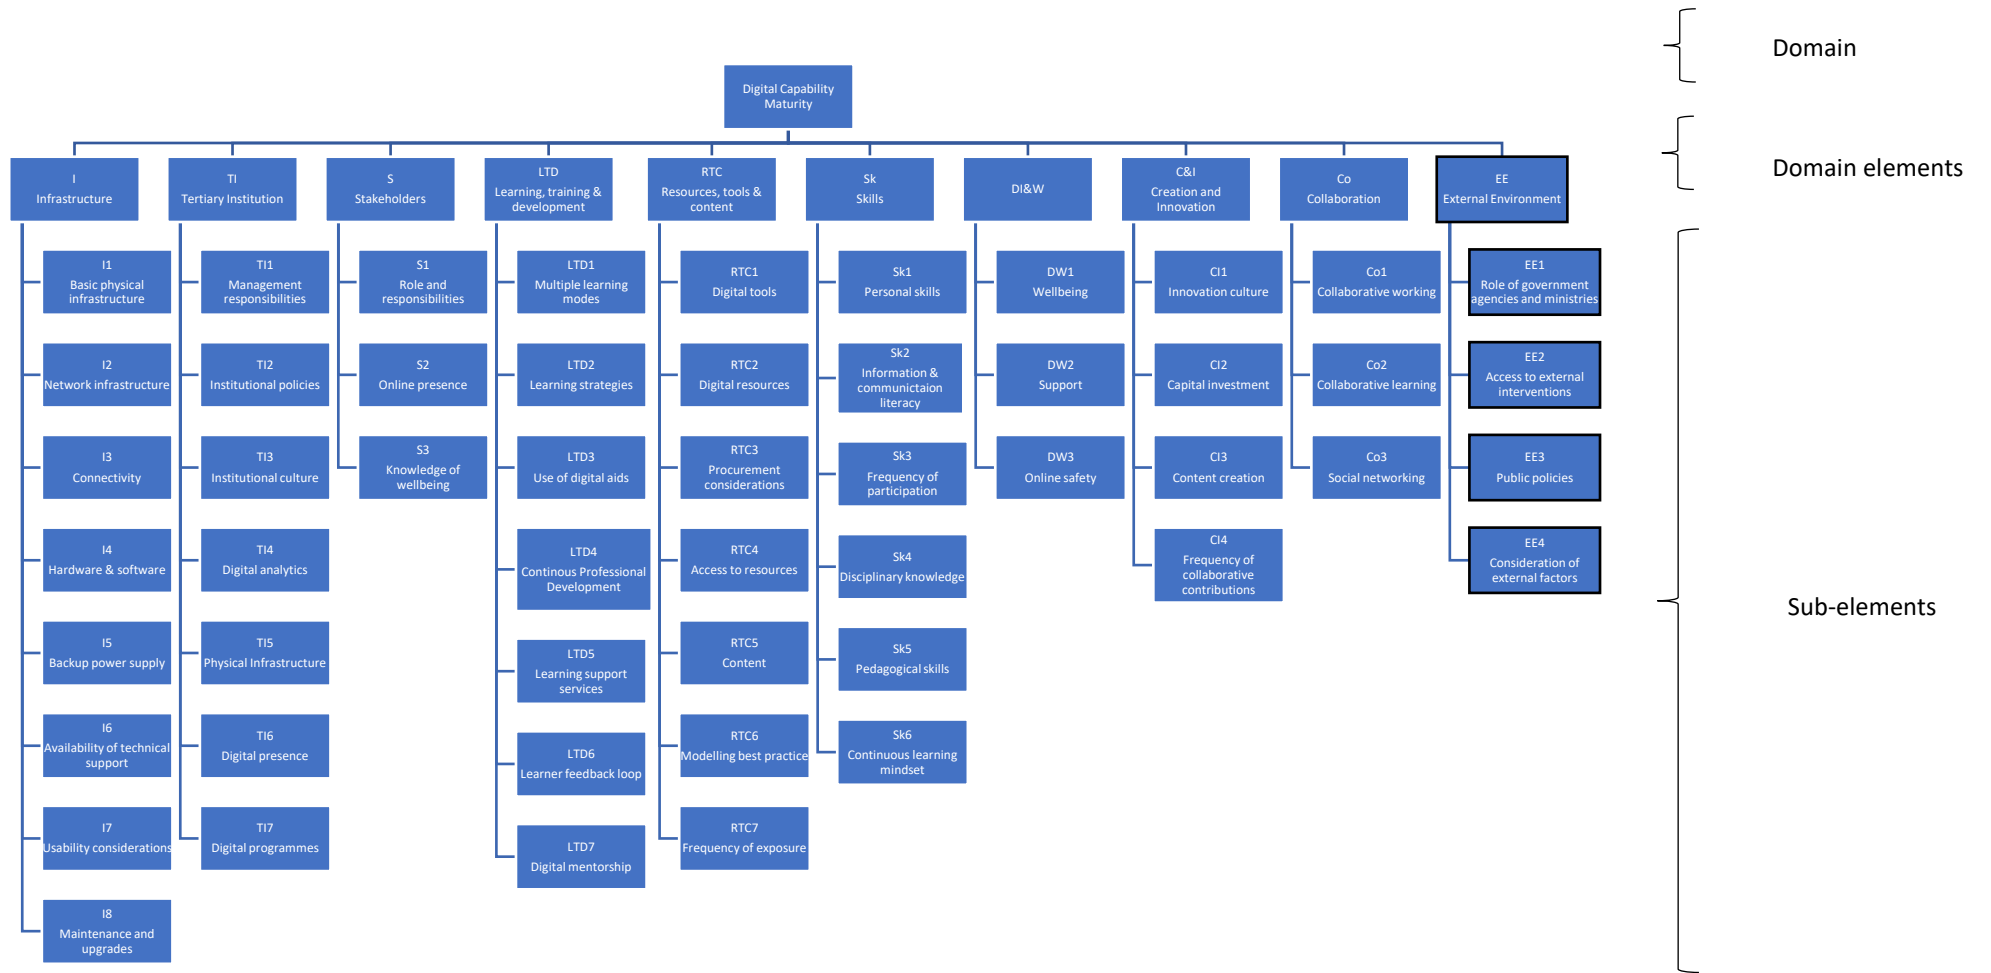 Domain
Digital Capability
Maturity
Domain elements
I
Infrastructure
TI
Tertiary Institution
S
Stakeholders
LTD
Learning, training &
development
RTC
Resources, tools &
content
Sk
Skills
DI&W
C&I
Creation and
Innovation
Co
Collaboration
EE
External Environment
I1
Basic physical
infrastructure
I2
Network infrastructure
I3
Connectivity
I4
Hardware & software
I5
Backup power supply
I6
Availability of technical
support
I7
Usability considerations
I8
Maintenance and
upgrades
TI1
Management
responsibilities
TI2
Institutional policies
TI3
Institutional culture
TI4
Digital analytics
TI5
Physical Infrastructure
TI6
Digital presence
TI7
Digital programmes
S1
Role and
responsibilities
S2
Online presence
S3
Knowledge of
wellbeing
LTD1
Multiple learning
modes
LTD2
Learning strategies
LTD3
Use of digital aids
LTD4
Continous Professional
Development
LTD5
Learning support
services
LTD6
Learner feedback loop
LTD7
Digital mentorship
RTC1
Digital tools
RTC2
Digital resources
RTC3
Procurement
considerations
RTC4
Access to resources
RTC5
Content
RTC6
Modelling best practice
RTC7
Frequency of exposure
Sk1
Personal skills
Sk2
Information &
communictaion
literacy
Sk3
Frequency of
participation
Sk4
Disciplinary knowledge
Sk5
Pedagogical skills
Sk6
Continuous learning
mindset
DW1
Wellbeing
DW2
Support
DW3
Online safety
CI1
Innovation culture
CI2
Capital investment
CI3
Content creation
CI4
Frequency of
collaborative
contributions
Co1
Collaborative working
Co2
Collaborative learning
Co3
Social networking
EE1
Role of government
agencies and ministries
EE2
Access to external
interventions
EE3
Public policies
EE4
Consideration of
external factors
Sub-elements